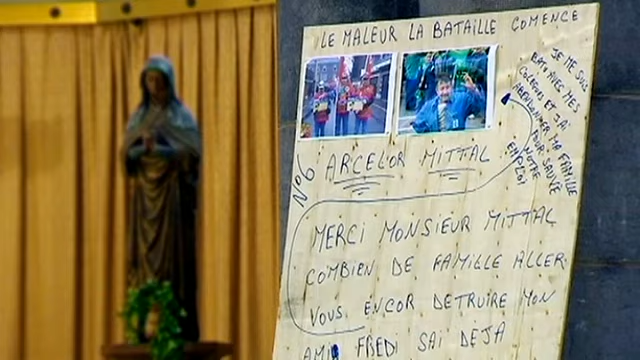 LE MALEUR LA BATAILLE COMENCE
JE ME SUIS
BATU AVEC MES
COLEGUES ET J'AI
ABANDONNER MA FAMILLE
POUR SAUVÉ
NOTRE
EMPLOI
No6
ARCELOR MITTAL
MERCI MONSIEUR MITTAL
COMBIEN DE FAMILLE ALLER
VOUS ENCOR DETRUIRE MON
AMI FREDI SAI DEJA